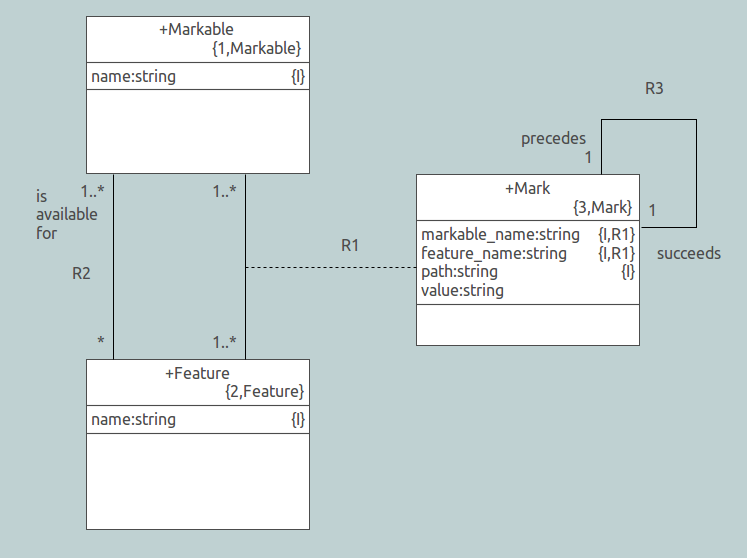 +Markable
{1,Markable}
name:string {I}
R3
precedes
1
+Mark
{3,Mark}
1
markable_name:string {I,R1}
feature_name:string {I,R1}
path:string {I}
value:string
succeeds
is
available
for
1..*
1..*
R1
R2
*
1..*
+Feature
{2,Feature}
name:string {I}